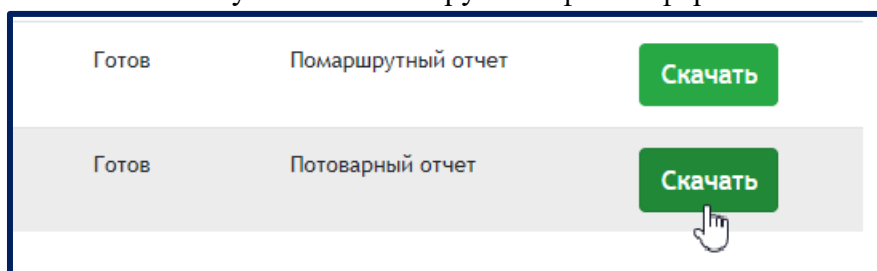 Готов Помаршрутный отчет Скачать
Готов Потоварный отчет Скачать